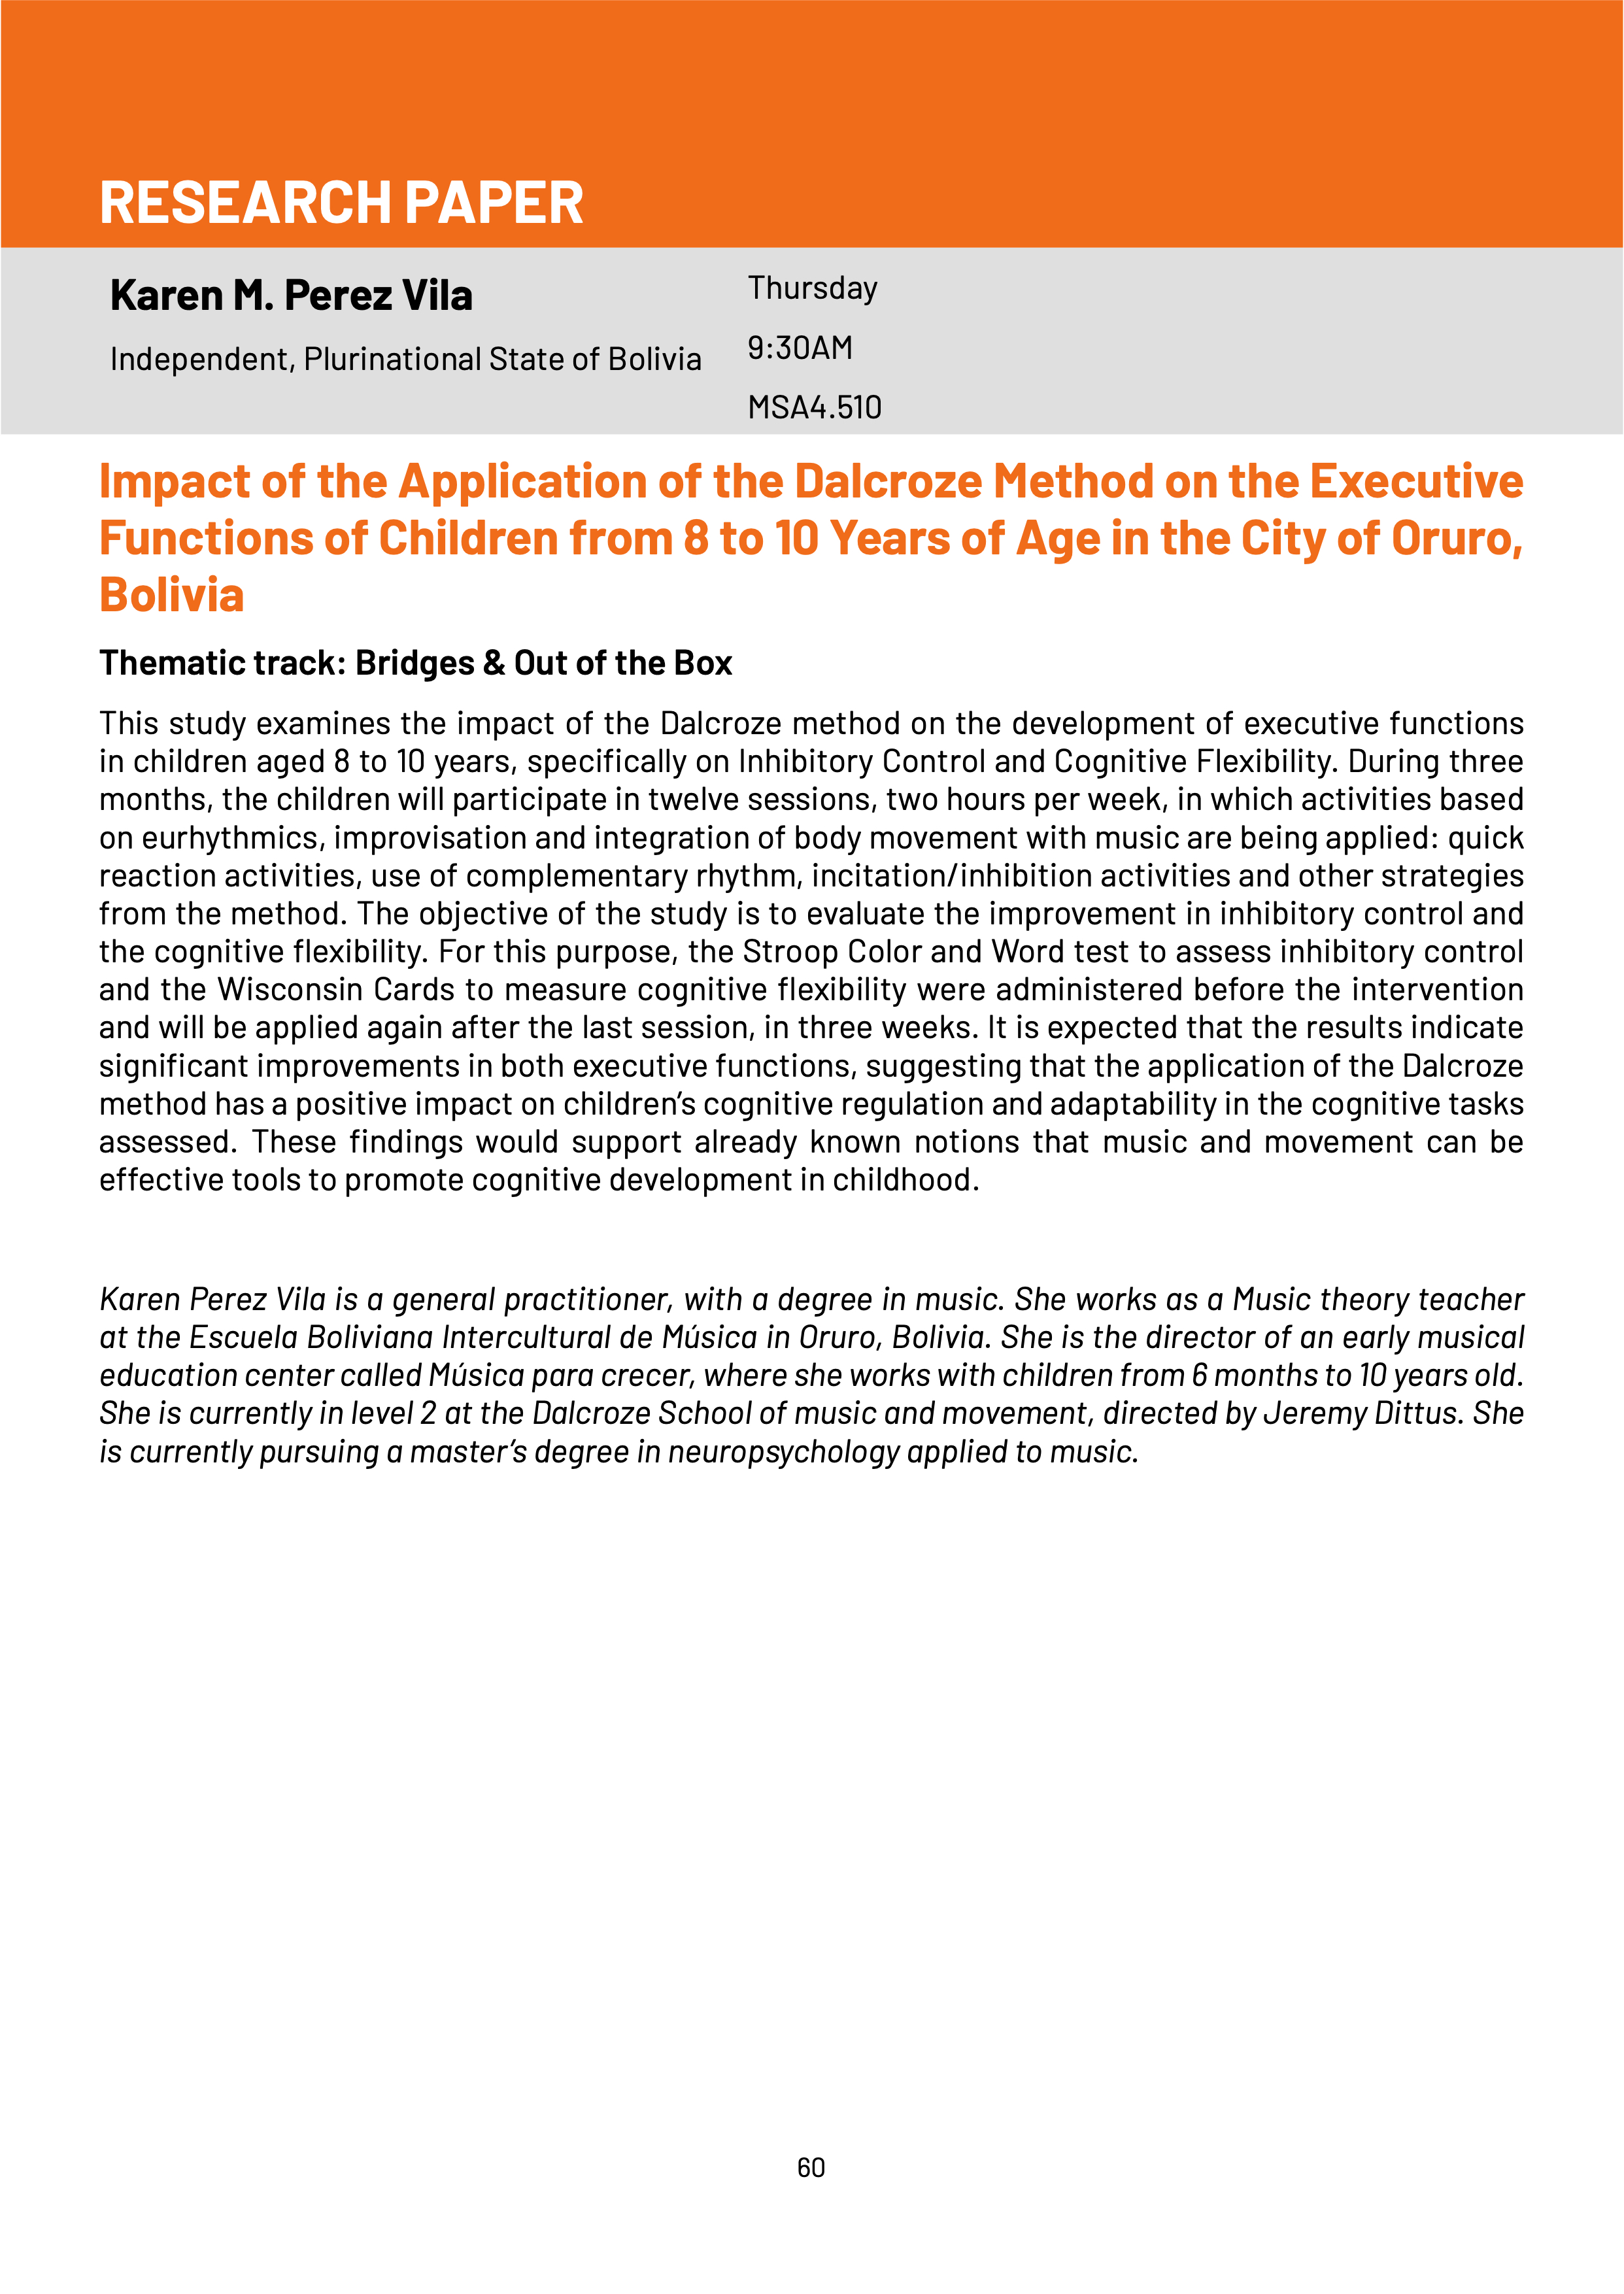 RESEARCH PAPER
Karen M. Perez Vila
Independent, Plurinational State of Bolivia
Thursday
9:30AM
MSA4.510
Impact of the Application of the Dalcroze Method on the Executive
Functions of Children from 8 to 10 Years of Age in the City of Oruro,
Bolivia
Thematic track: Bridges & Out of the Box
This study examines the impact of the Dalcroze method on the development of executive functions
in children aged 8 to 10 years, specifically on Inhibitory Control and Cognitive Flexibility. During three
months, the children will participate in twelve sessions, two hours per week, in which activities based
on eurhythmics, improvisation and integration of body movement with music are being applied: quick
reaction activities, use of complementary rhythm, incitation/inhibition activities and other strategies
from the method. The objective of the study is to evaluate the improvement in inhibitory control and
the cognitive flexibility. For this purpose, the Stroop Color and Word test to assess inhibitory control
and the Wisconsin Cards to measure cognitive flexibility were administered before the intervention
and will be applied again after the last session, in three weeks. It is expected that the results indicate
significant improvements in both executive functions, suggesting that the application of the Dalcroze
method has a positive impact on children's cognitive regulation and adaptability in the cognitive tasks
assessed. These findings would support already known notions that music and movement can be
effective tools to promote cognitive development in childhood.
Karen Perez Vila is a general practitioner, with a degree in music. She works as a Music theory teacher
at the Escuela Boliviana Intercultural de Música in Oruro, Bolivia. She is the director of an early musical
education center called Música para crecer, where she works with children from 6 months to 10 years old.
She is currently in level 2 at the Dalcroze School of music and movement, directed by Jeremy Dittus. She
is currently pursuing a master's degree in neuropsychology applied to music.
60